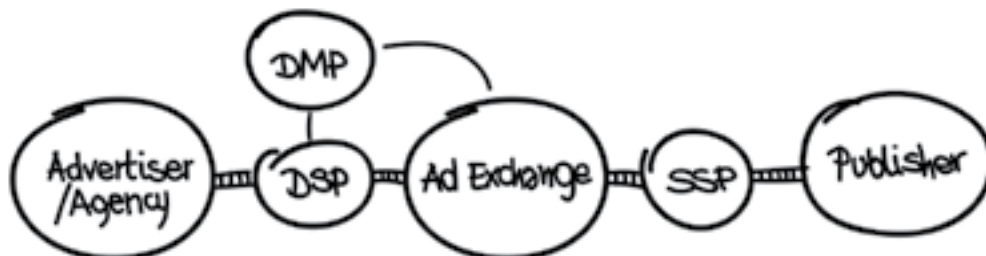 DMP
Advertiser
/Agency
DSP
Ad Exchange
SSP
Publisher